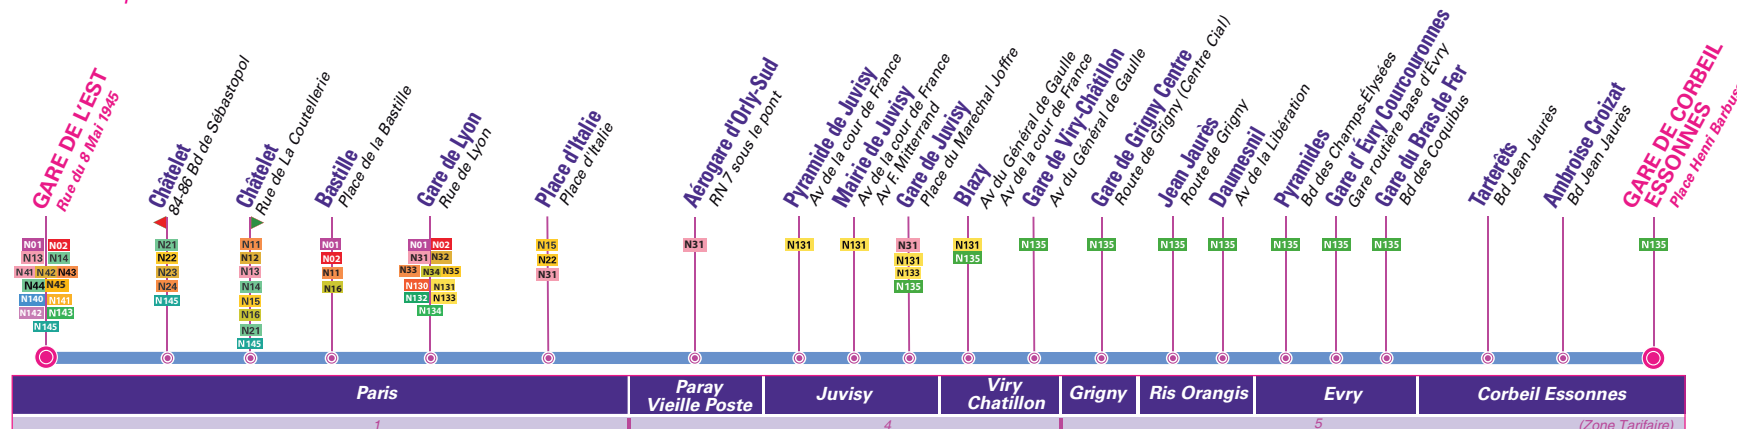 GARE DE L'EST
Rue du 8 Mai 1945
Châtelet
84-86 Bd de Sébastopol
Châtelet
Rue de La Coutellerie
Bastille
Place de la Bastille
Gare de Lyon
Rue de Lyon
Place d'Italie
Place d'Italie
Aérogare d'Orly-Sud
RN 7 sous le pont
Pyramide de Juvisy
Av de la cour de France
Mairie de Juvisy
Av de la cour de France
Av F. Mitterrand
Gare de Juvisy
Place du Maréchal Joffre
Blazy
Av du Général de Gaulle
Av de la cour de France
Gare de Viry-Châtillon
Av du Général de Gaulle
Gare de Grigny Centre
Route de Grigny (Centre Cial)
Jean Jaurès
Route de Grigny
Daumesnil
Av de la Libération
Pyramides
Bd des Champs-Élysées
Gare d' Évry Courcouronnes
Gare routière base d'Évry
Gare du Bras de Fer
Bd des Coquibus
Tarterêts
Bd Jean Jaurès
Ambroise Croizat
Bd Jean Jaurès
GARE DE CORBEIL
ESSONNES
Place Henri Barbusse
N01 N02
N13 N14
N41 N42 N43
N44 N45
N140 N141
N142 N143
N145
N21
N22
N23
N24
N145
N11
N12
N13
N14
N15
N16
N21
N145
N01
N02
N11
N16
N01 N02
N31 N32
N33 N34 N35
N130 N131
N132 N133
N134
N15
N22
N31
N31
N131
N131
N31
N131
N133
N135
N131
N135
N135
N135
N135
N135
N135
N135
N135
N135
Paris
Paray
Vieille Poste
Juvisy
Viry
Chatillon
Grigny
Ris Orangis
Evry
Corbeil Essonnes
1
4
5
(Zone Tarifaire)